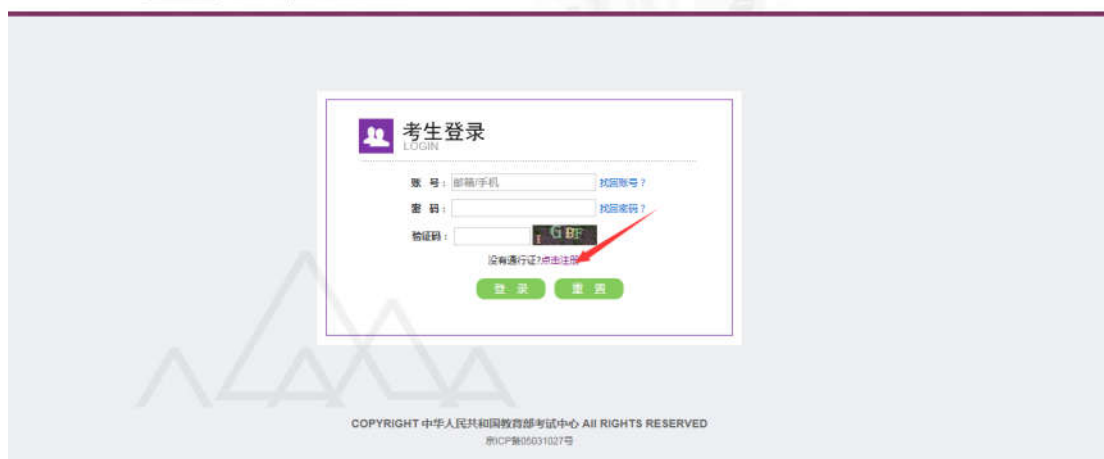 考生登录
LOGIN
账 号： 邮箱/手机 找回账号？
密 码： 找回密码？
验证码： I G BF
没有通行证?点击注册
登 录 重 置
COPYRIGHT 中华人民共和国教育部考试中心 All RIGHTS RESERVED
京ICP备05031027号